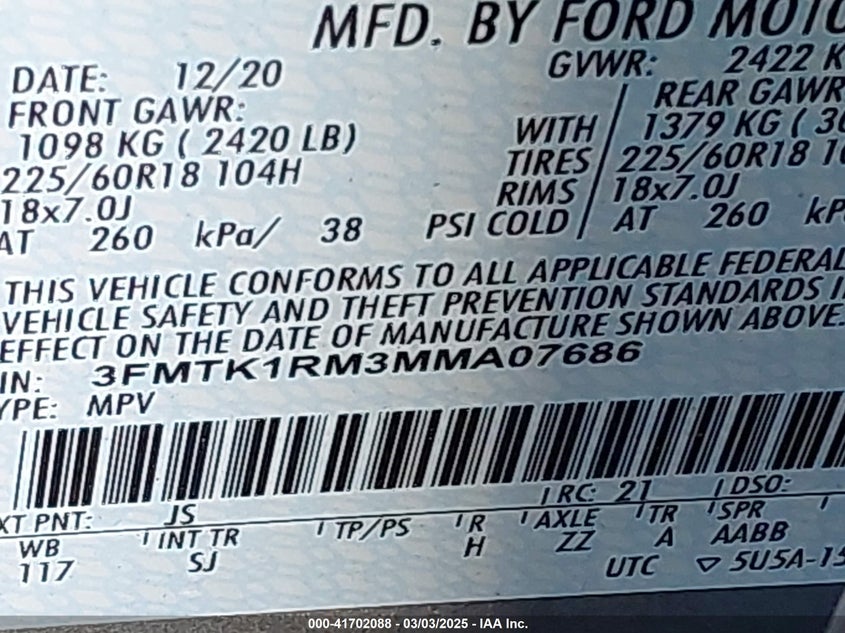 MFD. BY FORD MOTO
DATE: 12/20 GVWR: 2422 K
FRONT GAWR: REAR GAWR
1098 KG ( 2420 LB) WITH 1379 KG ( 30
225/60R18 104H TIRES 225/60R18 10
18x7.0J RIMS 18x7.0J
AT 260 kPa/ 38 PSI COLD AT 260 kP
THIS VEHICLE CONFORMS TO ALL APPLICABLE FEDERAL
VEHICLE SAFETY AND THEFT PREVENTION STANDARDS I
EFFECT ON THE DATE OF MANUFACTURE SHOWN ABOVE.
IN: 3FMTK1RM3MMA07686
YPE: MPV
XT PNT: JS RC: 21 DSO:
WB INT TR TP/PS R AXLE TR SPR
117 SJ H ZZ A AABB
UTC ▽ 5U5A-15
000-41702088 - 03/03/2025 - IAA Inc.